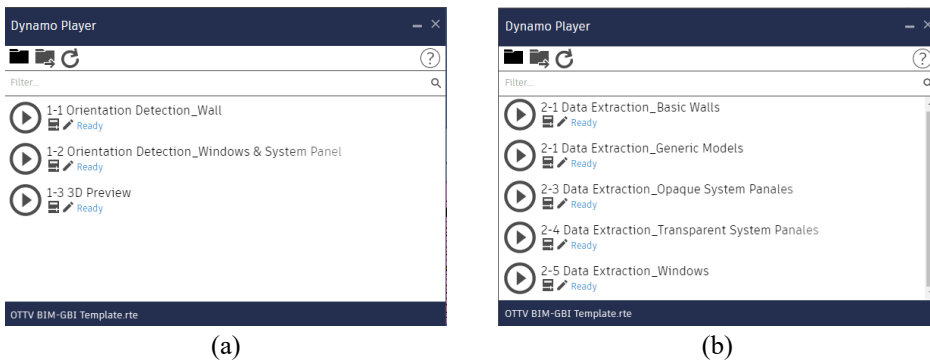 Dynamo Player
Filter...
1-1 Orientation Detection_Wall
Ready
1-2 Orientation Detection_Windows & System Panel
Ready
1-3 3D Preview
Ready
OTTV BIM-GBI Template.rte
(a)
Dynamo Player
Filter...
2-1 Data Extraction_Basic Walls
Ready
2-1 Data Extraction_Generic Models
Ready
2-3 Data Extraction_Opaque System Panales
Ready
2-4 Data Extraction_Transparent System Panales
Ready
2-5 Data Extraction_Windows
Ready
OTTV BIM-GBI Template.rte
(b)